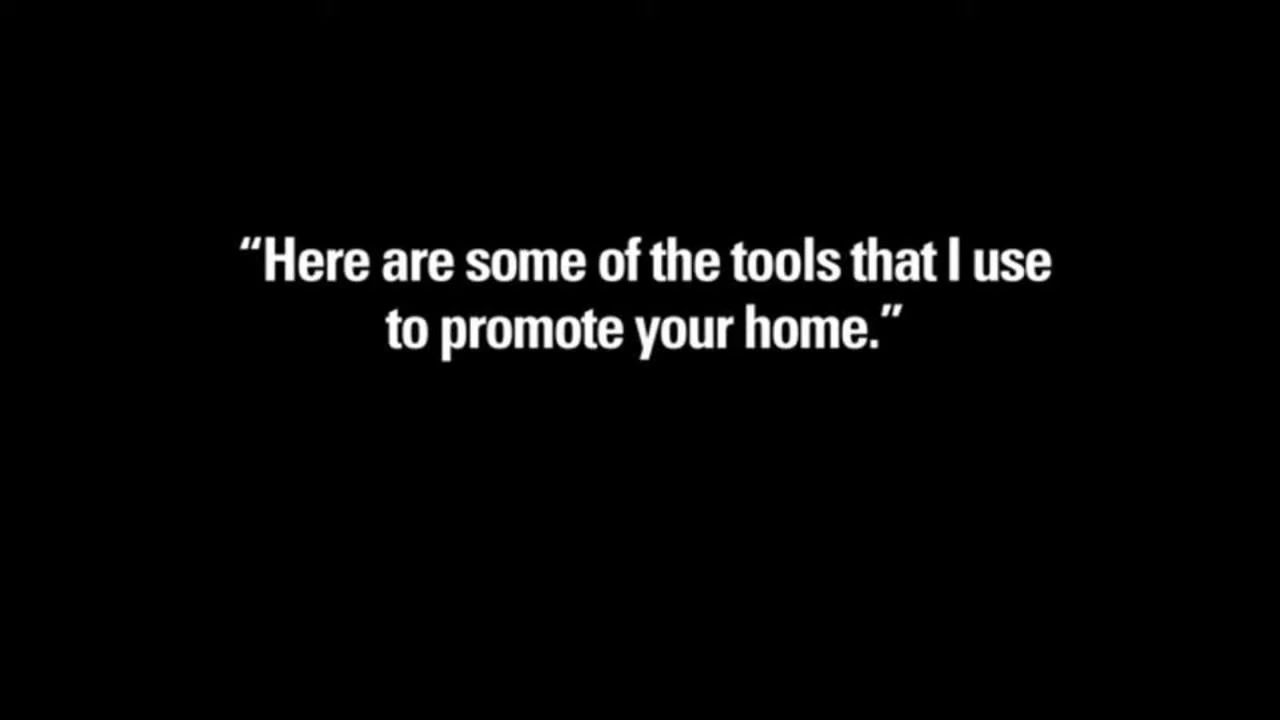 “Here are some of the tools that I use
to promote your home.”